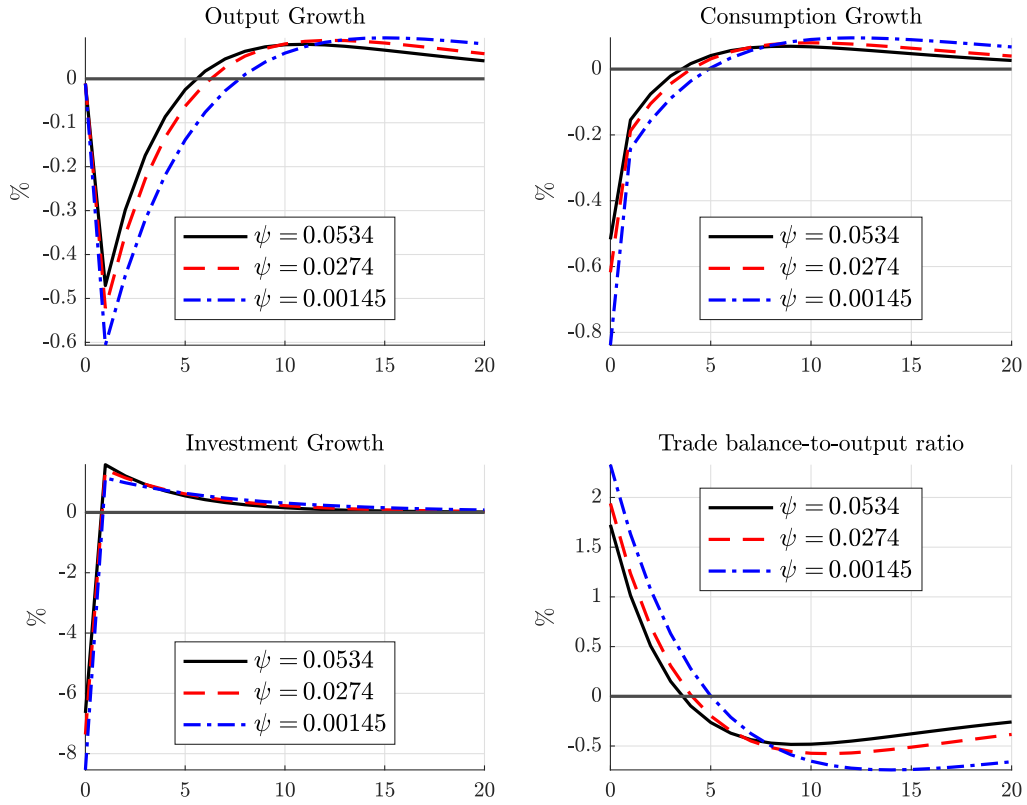 Output Growth
%
0
-0.1
-0.2
-0.3
-0.4
-0.5
-0.6
ψ = 0.0534
ψ = 0.0274
ψ = 0.00145
0 5 10 15 20
Consumption Growth
%
0
-0.2
-0.4
-0.6
-0.8
ψ = 0.0534
ψ = 0.0274
ψ = 0.00145
0 5 10 15 20
Investment Growth
%
0
-2
-4
-6
-8
ψ = 0.0534
ψ = 0.0274
ψ = 0.00145
0 5 10 15 20
Trade balance-to-output ratio
%
2
1.5
1
0.5
0
-0.5
ψ = 0.0534
ψ = 0.0274
ψ = 0.00145
0 5 10 15 20